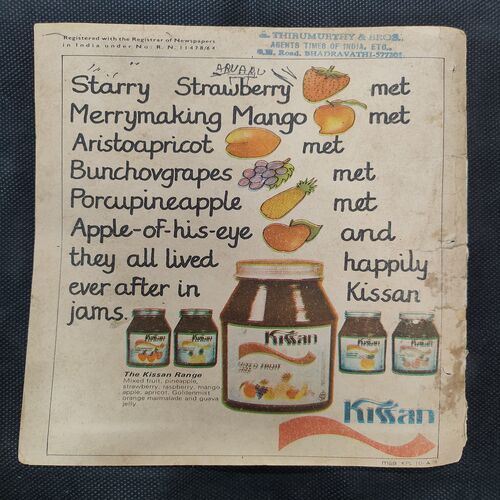 Registered with the Registrar of Newspapers
in India under No: R. N. 11478/64
S. THIRUMURTHY & BROS.,
AGENTS TIMES OF INDIA, ETC.,
Road, BHADRAVATHI-577301.
Starry Strawberry met
Merrymaking Mango met
Aristoapricot met
Bunchovgrapes met
Porcupineapple met
Apple-of-his-eye and
they all lived happily
ever after in Kissan
jams.
The Kissan Range
Mixed fruit, pineapple,
strawberry, raspberry, mango,
apple, apricot. Goldenmist
orange marmalade and guava
jelly.
Kissan
MIXED FRUIT
Kissan